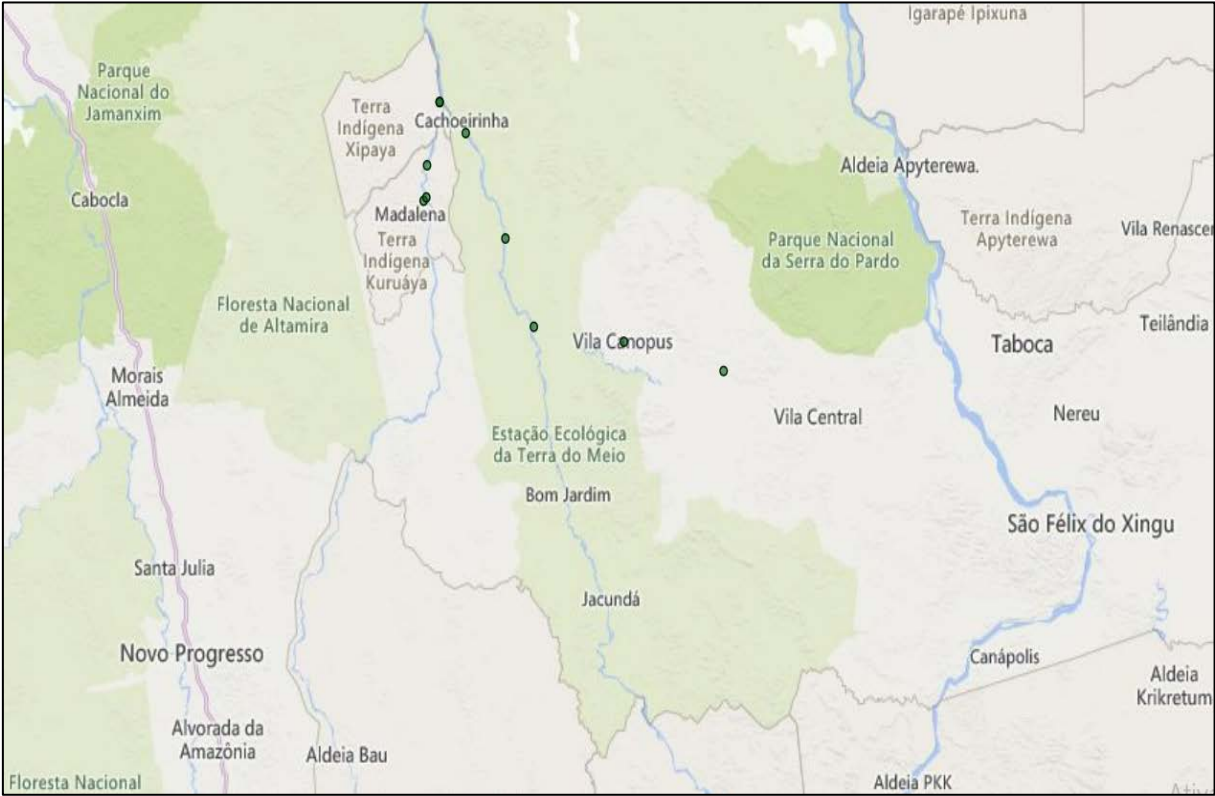 Igarapé Ipixuna
Parque
Nacional do
Jamanxim
Terra
Indígena
Xipaya
Cachoeirinha
Aldeia Apyterewa.
Cabocla
Madalena
Terra
Indígena
Kuruáya
Terra Indígena
Apyterewa
Vila Renascer
Parque Nacional
da Serra do Pardo
Floresta Nacional
de Altamira
Vila Canopus
Teilândia
Taboca
Morais
Almeida
Vila Central
Nereu
Estação Ecológica
da Terra do Meio
Bom Jardim
São Félix do Xingu
Santa Julia
Jacundá
Novo Progresso
Canápolis
Aldeia
Krikretum
Alvorada da
Amazônia
Aldeia Bau
Floresta Nacional
Aldeia PKK